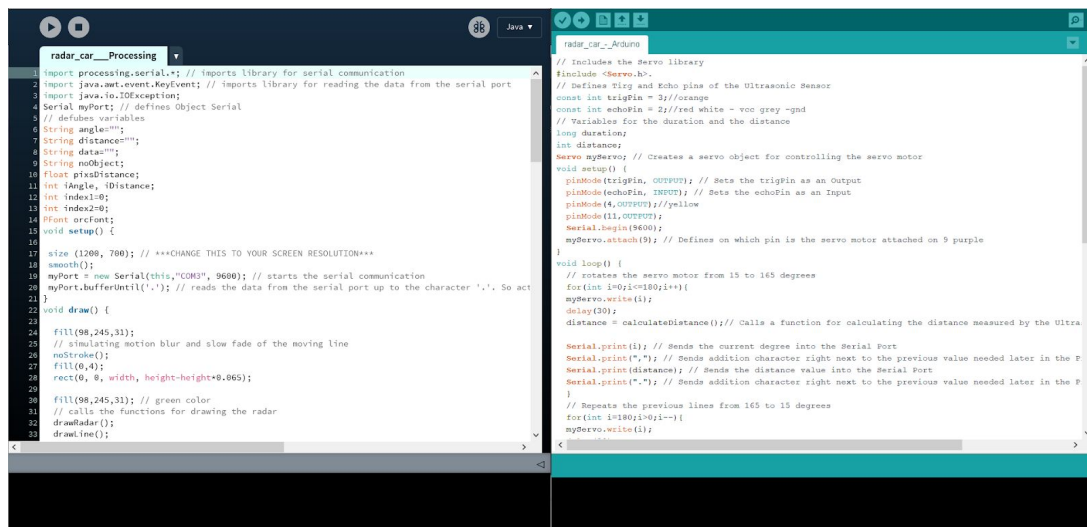 Java
radar_car___Processing
1 import processing.serial.*; // imports library for serial communication
2 import java.awt.event.KeyEvent; // imports library for reading the data from the serial port
3 import java.io.IOException;
4 Serial myPort; // defines Object Serial
5 // defubes variables
6 String angle="";
7 String distance="";
8 String data="";
9 String noObject;
10 float pixsDistance;
11 int iAngle, iDistance;
12 int index1=0;
13 int index2=0;
14 PFont orcFont;
15 void setup() {
16
17 size (1200, 700); // ***CHANGE THIS TO YOUR SCREEN RESOLUTION***
18 smooth();
19 myPort = new Serial(this,"COM3", 9600); // starts the serial communication
20 myPort.bufferUntil('.'); // reads the data from the serial port up to the character '.'. So act
21 }
22 void draw() {
23
24 fill(98,245,31);
25 // simulating motion blur and slow fade of the moving line
26 noStroke();
27 fill(0,4);
28 rect(0, 0, width, height-height*0.065);
29
30 fill(98,245,31); // green color
31 // calls the functions for drawing the radar
32 drawRadar();
33 drawLine();
radar_car_-_Arduino
// Includes the Servo library
#include <Servo.h>.
// Defines Tirg and Echo pins of the Ultrasonic Sensor
const int trigPin = 3;//orange
const int echoPin = 2;//red white - vcc grey -gnd
// Variables for the duration and the distance
long duration;
int distance;
Servo myServo; // Creates a servo object for controlling the servo motor
void setup() {
pinMode(trigPin, OUTPUT); // Sets the trigPin as an Output
pinMode(echoPin, INPUT); // Sets the echoPin as an Input
pinMode(4,OUTPUT);//yellow
pinMode(11,OUTPUT);
Serial.begin(9600);
myServo.attach(9); // Defines on which pin is the servo motor attached on 9 purple
}
void loop() {
// rotates the servo motor from 15 to 165 degrees
for(int i=0;i<=180;i++){
myServo.write(i);
delay(30);
distance = calculateDistance();// Calls a function for calculating the distance measured by the Ultra
Serial.print(i); // Sends the current degree into the Serial Port
Serial.print(","); // Sends addition character right next to the previous value needed later in the P
Serial.print(distance); // Sends the distance value into the Serial Port
Serial.print("."); // Sends addition character right next to the previous value needed later in the P
}
// Repeats the previous lines from 165 to 15 degrees
for(int i=180;i>0;i--){
myServo.write(i);